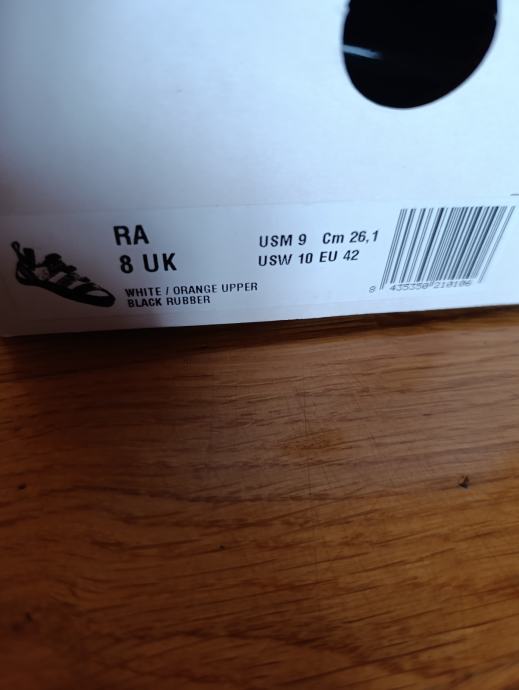 RA
8 UK
WHITE / ORANGE UPPER
BLACK RUBBER
USM 9 Cm 26,1
USW 10 EU 42
8 435350 210106